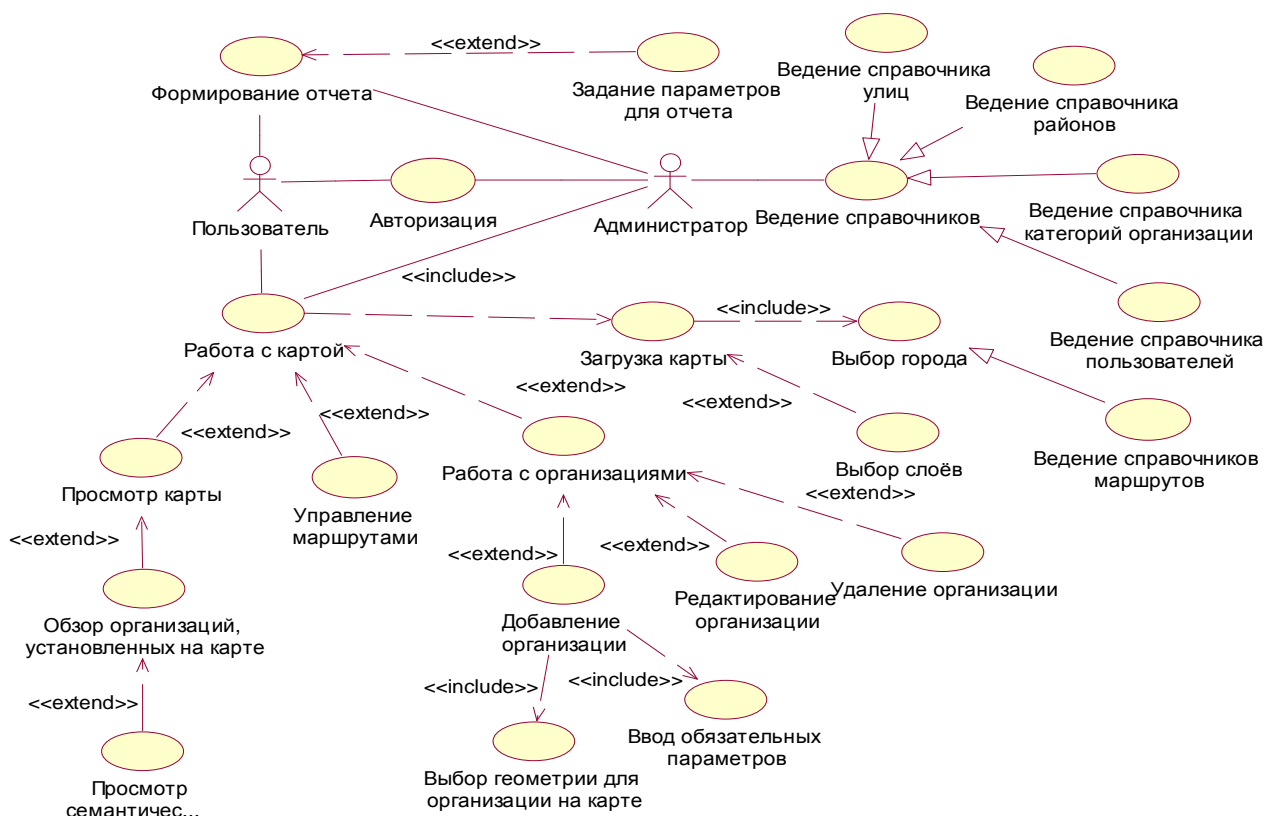 <<extend>>
Формирование отчета
Задание параметров
для отчета
Ведение справочника
улиц
Ведение справочника
районов
Пользователь
Авторизация
Администратор
Ведение справочников
Ведение справочника
категорий организации
<<include>>
<<include>>
Работа с картой
Загрузка карты
Выбор города
Ведение справочника
пользователей
<<extend>>
<<extend>>
<<extend>>
<<extend>>
Просмотр карты
Управление
маршрутами
Работа с организациями
Выбор слоёв
Ведение справочников
маршрутов
<<extend>>
<<extend>>
<<extend>>
<<extend>>
Обзор организаций,
установленных на карте
Добавление
организации
Редактирование
организации
Удаление организации
<<extend>>
<<include>>
<<include>>
Просмотр
семантичес...
Выбор геометрии для
организации на карте
Ввод обязательных
параметров